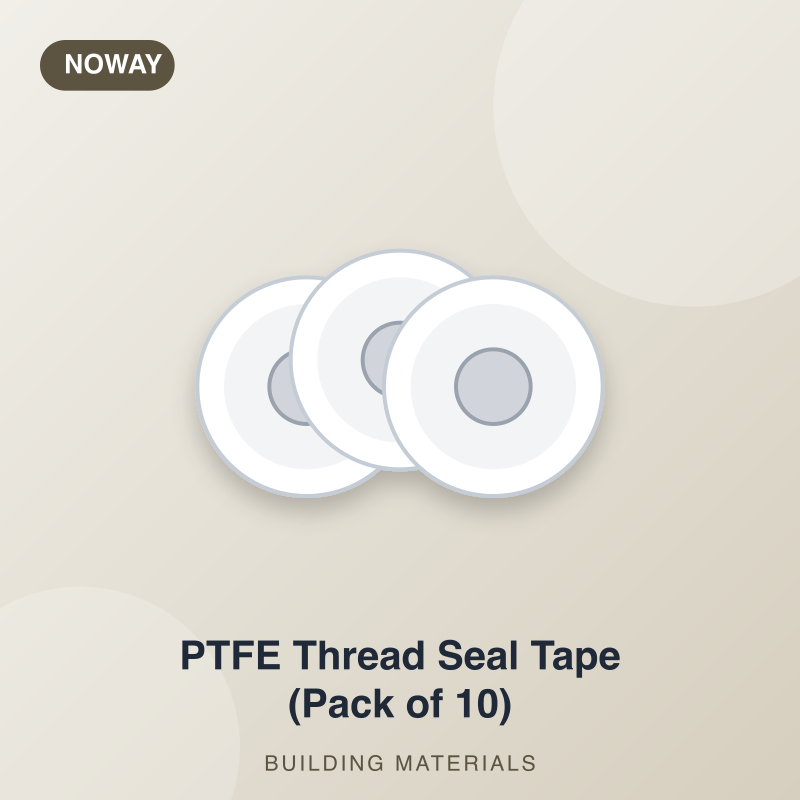 NOWAY
PTFE Thread Seal Tape
(Pack of 10)
BUILDING MATERIALS